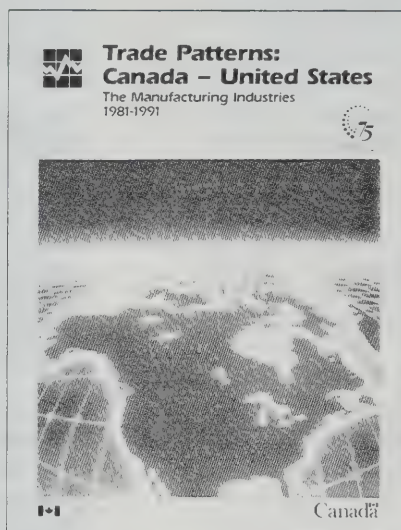 Trade Patterns:
Canada – United States
The Manufacturing Industries
1981-1991
75
Canada